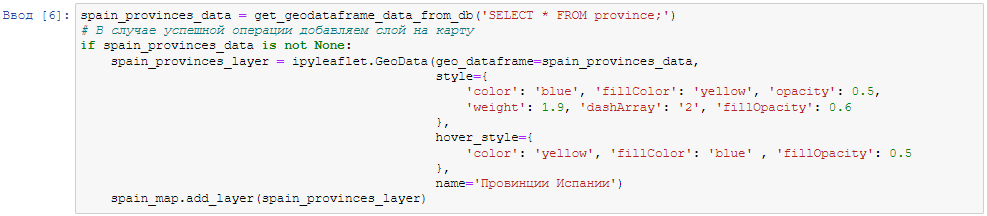 Ввод [6]: spain_provinces_data = get_geodataframe_data_from_db('SELECT * FROM province;')
# В случае успешной операции добавляем слой на карту
if spain_provinces_data is not None:
    spain_provinces_layer = ipyleaflet.GeoData(geo_dataframe=spain_provinces_data,
                                               style={
                                                   'color': 'blue', 'fillColor': 'yellow', 'opacity': 0.5,
                                                   'weight': 1.9, 'dashArray': '2', 'fillOpacity': 0.6
                                               },
                                               hover_style={
                                                   'color': 'yellow', 'fillColor': 'blue' , 'fillOpacity': 0.5
                                               },
                                               name='Провинции Испании')
    spain_map.add_layer(spain_provinces_layer)